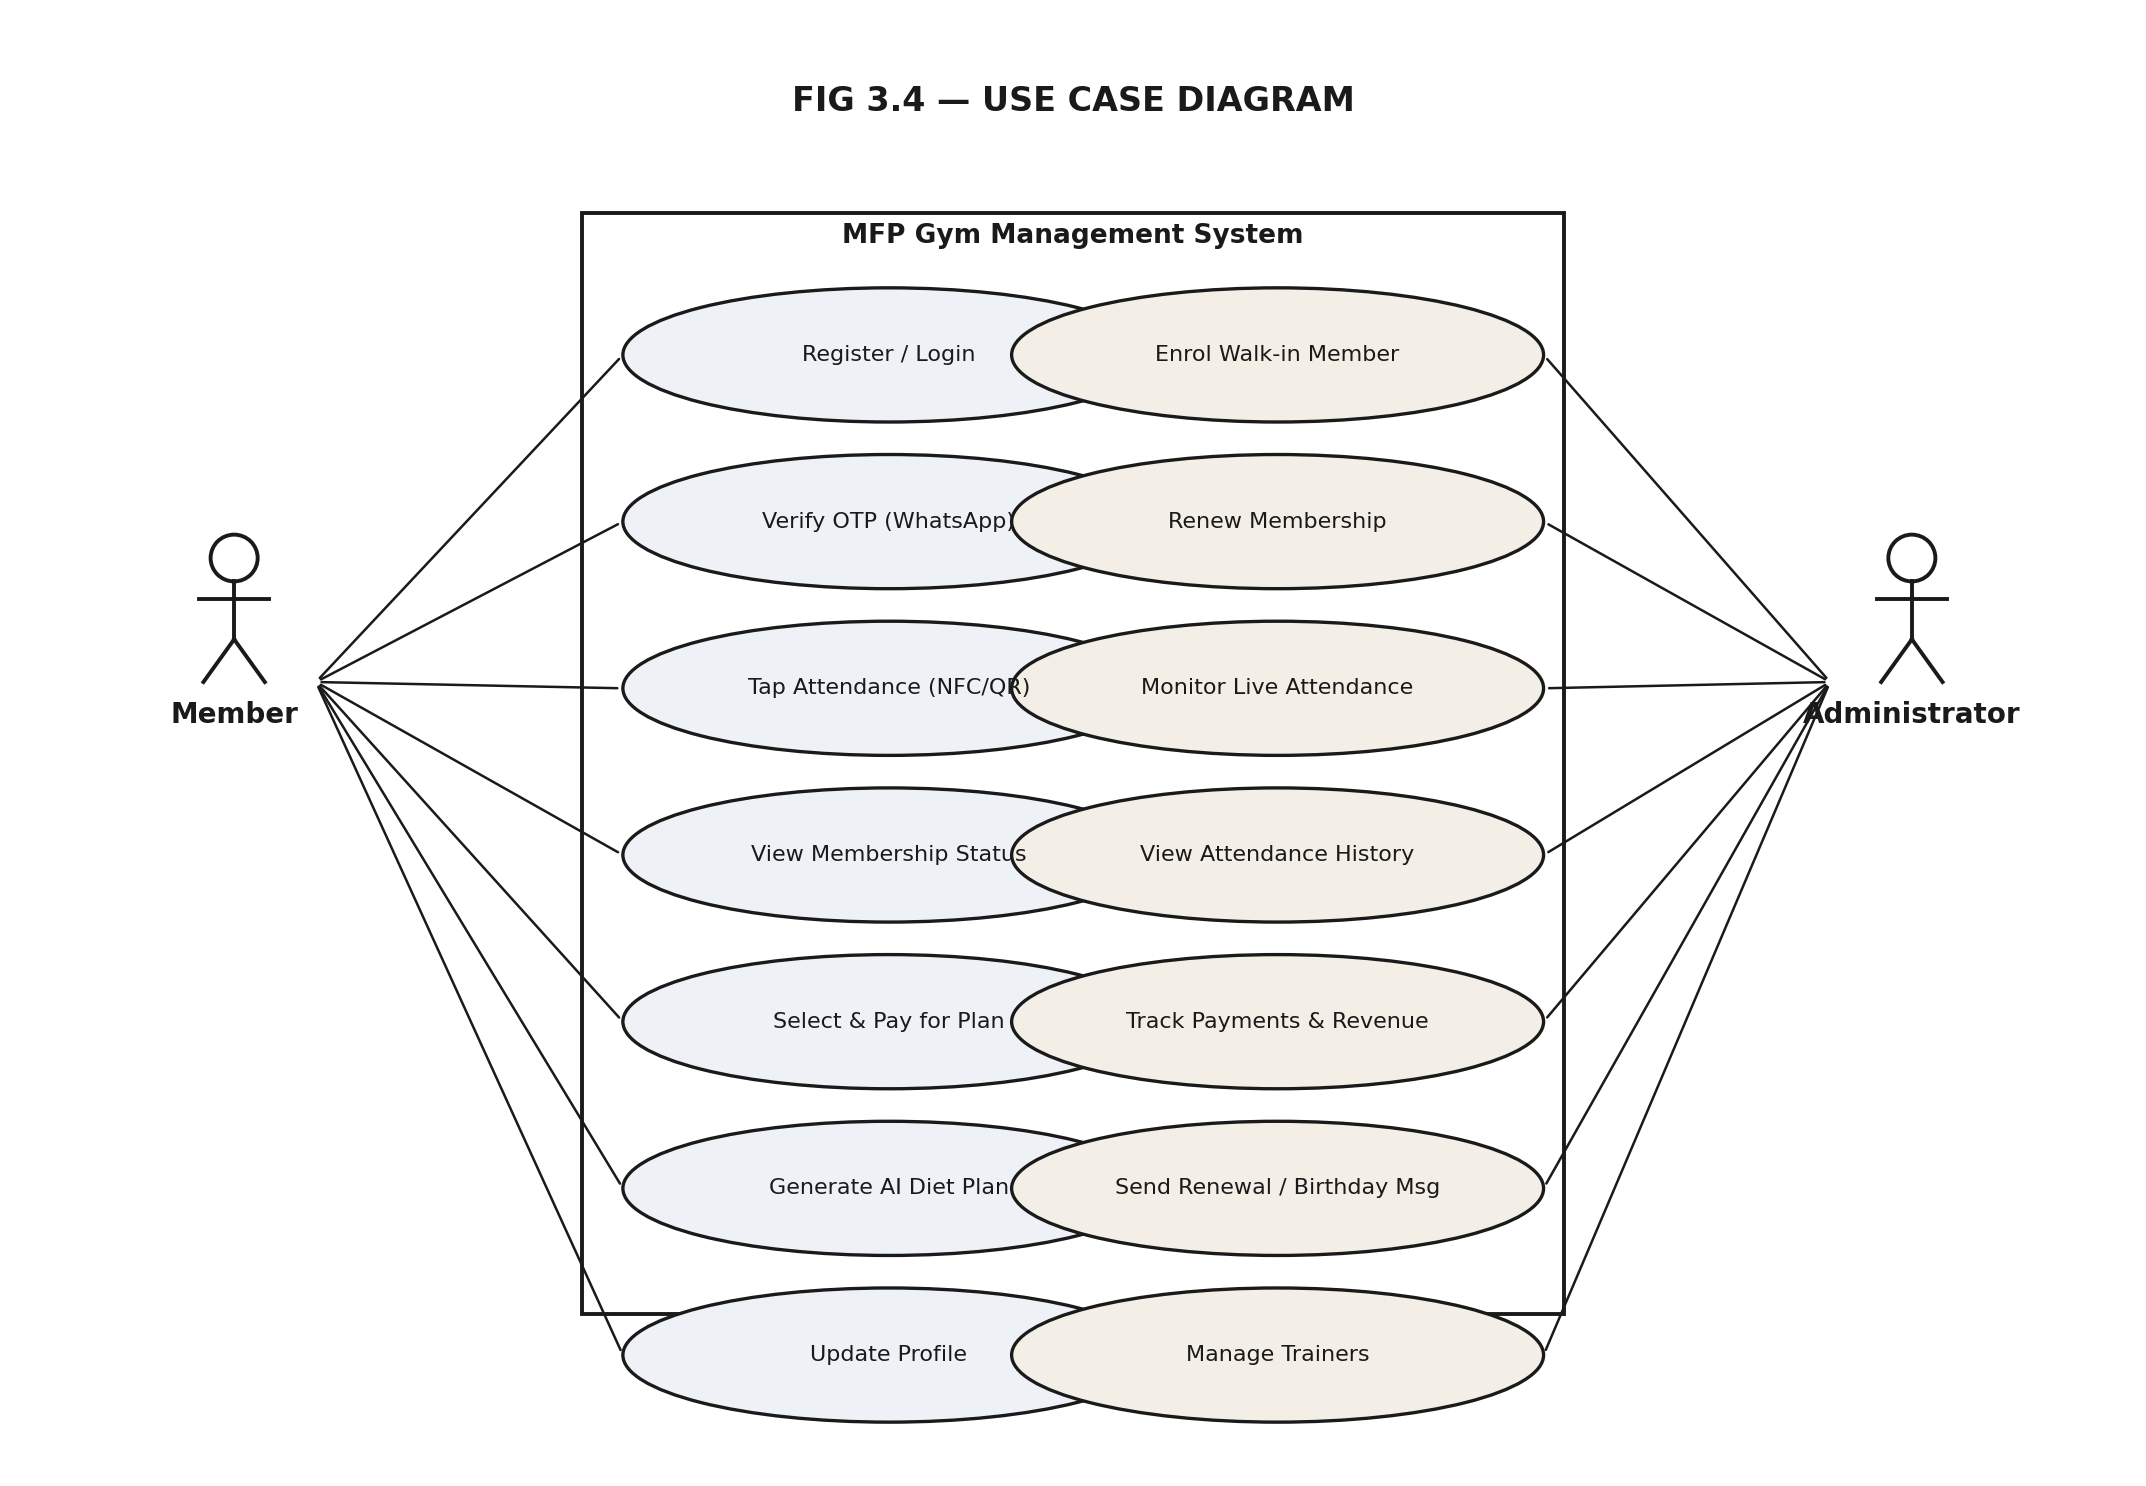 FIG 3.4 — USE CASE DIAGRAM
MFP Gym Management System
Register / Login
Enrol Walk-in Member
Verify OTP (WhatsApp)
Renew Membership
Tap Attendance (NFC/QR)
Monitor Live Attendance
Member
Administrator
View Membership Status
View Attendance History
Select & Pay for Plan
Track Payments & Revenue
Generate AI Diet Plan
Send Renewal / Birthday Msg
Update Profile
Manage Trainers